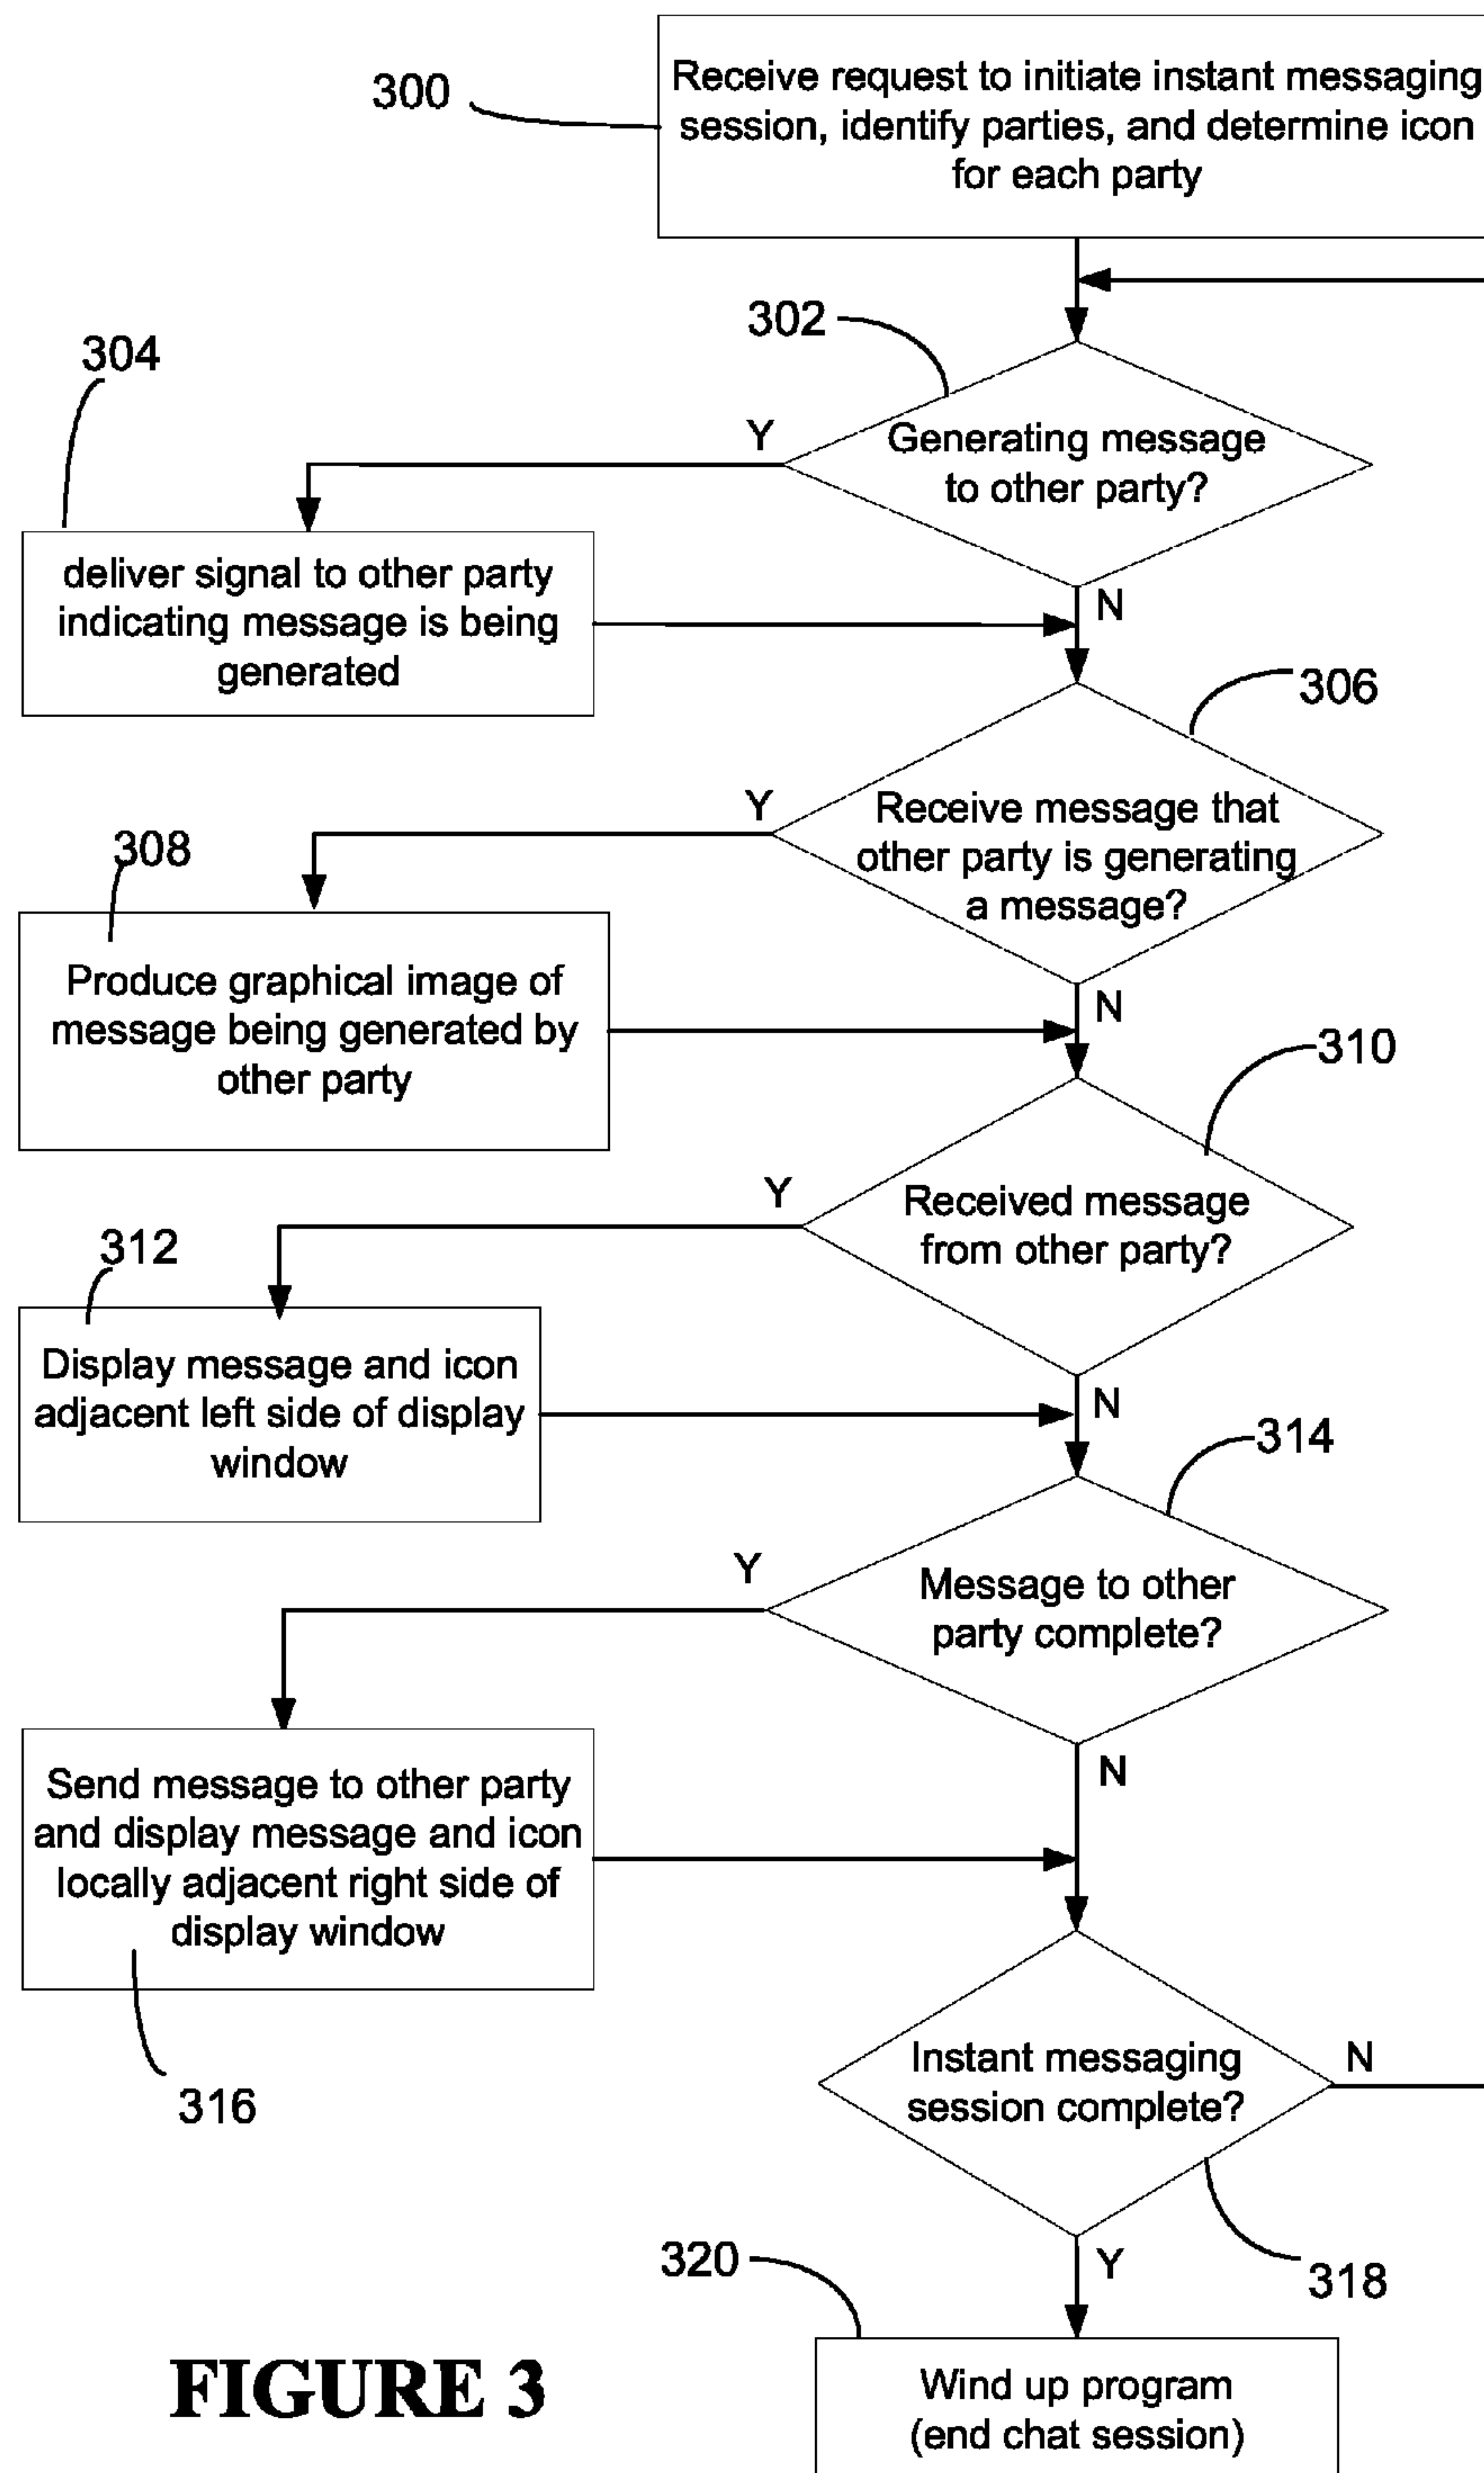 300
Receive request to initiate instant messaging
session, identify parties, and determine icon
for each party
302
304
Y
Generating message
to other party?
deliver signal to other party
indicating message is being
generated
N
306
Y
Receive message that
other party is generating
a message?
308
Produce graphical image of
message being generated by
other party
N
310
Y
Received message
from other party?
312
Display message and icon
adjacent left side of display
window
N
314
Y
Message to other
party complete?
Send message to other party
and display message and icon
locally adjacent right side of
display window
N
316
Instant messaging
session complete?
N
318
320
Y
Wind up program
(end chat session)
FIGURE 3